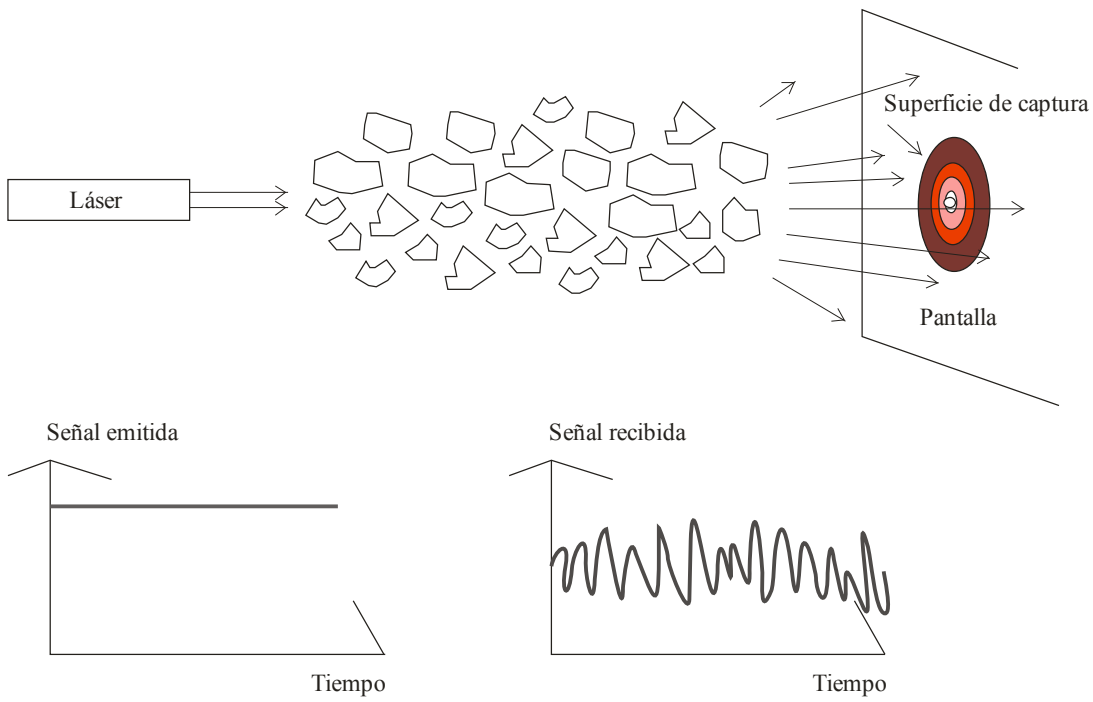 Superficie de captura
Láser
Pantalla
Señal emitida
Señal recibida
Tiempo
Tiempo